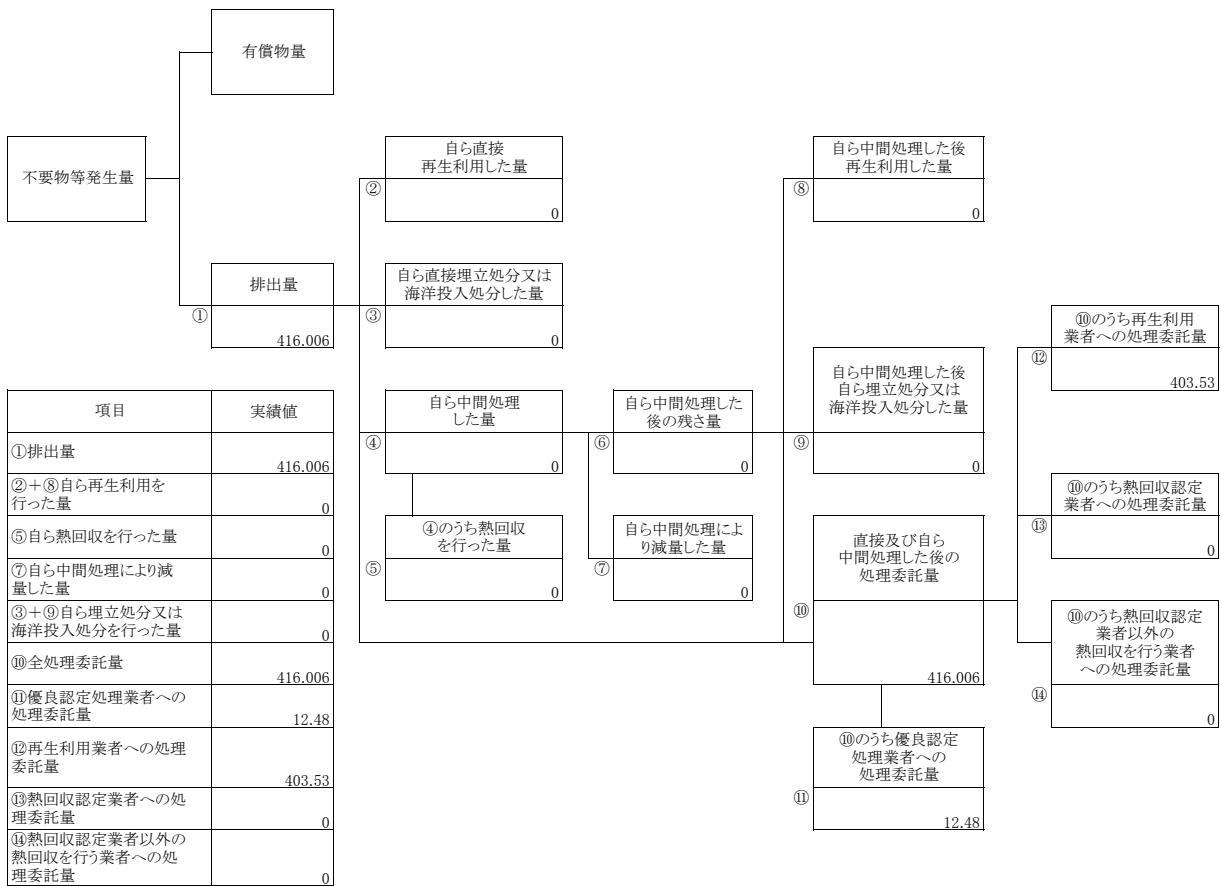 有償物量
不要物等発生量
自ら直接
再生利用した量
②
0
自ら中間処理した後
再生利用した量
⑧
0
排出量
①
416.006
自ら直接埋立処分又は
海洋投入処分した量
③
0
⑩のうち再生利用
業者への処理委託量
⑫
403.53
自ら中間処理
した量
④
0
自ら中間処理した
後の残さ量
⑥
0
自ら中間処理した後
自ら埋立処分又は
海洋投入処分した量
⑨
0
⑩のうち熱回収認定
業者への処理委託量
⑬
0
④のうち熱回収
を行った量
⑤
0
自ら中間処理によ
り減量した量
⑦
0
直接及び自ら
中間処理した後の
処理委託量
⑩
416.006
⑩のうち熱回収認定
業者以外の
熱回収を行う業者
への処理委託量
⑭
0
⑩のうち優良認定
処理業者への
処理委託量
⑪
12.48
項目 実績値
①排出量
416.006
②+⑧自ら再生利用を
行った量
0
⑤自ら熱回収を行った量
0
⑦自ら中間処理により減
量した量
0
③+⑨自ら埋立処分又は
海洋投入処分を行った量
0
⑩全処理委託量
416.006
⑪優良認定処理業者への
処理委託量
12.48
⑫再生利用業者への処理
委託量
403.53
⑬熱回収認定業者への処
理委託量
0
⑭熱回収認定業者以外の
熱回収を行う業者への処
理委託量
0